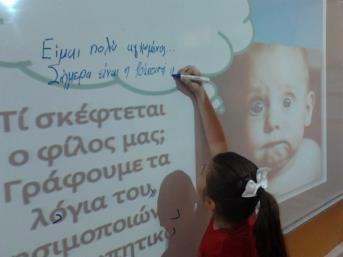 Είμαι πολύ αγχωμένος...
Σήμερα είναι η
Τί σκέφτεται
ο φίλος μας;
Γράφουμε τα
λόγια του,